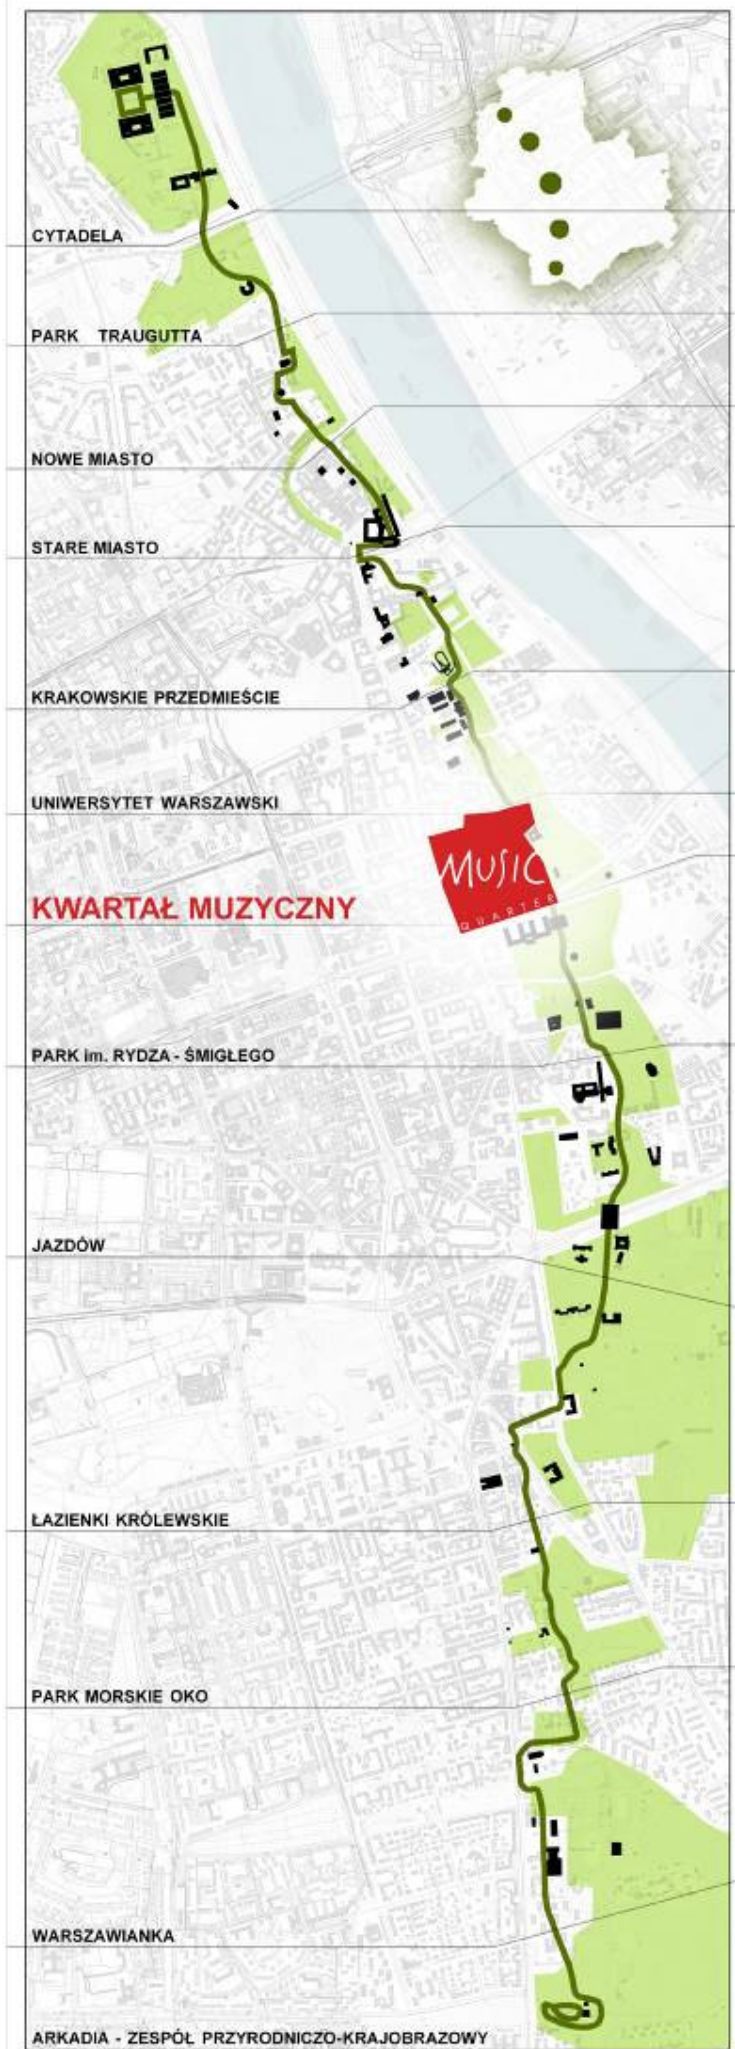 CYTADELA
PARK TRAUGUTTA
NOWE MIASTO
STARE MIASTO
KRAKOWSKIE PRZEDMIEŚCIE
UNIWERSYTET WARSZAWSKI
MUSIC
QUARTER
KWARTAŁ MUZYCZNY
PARK im. RYDZA - ŚMIGŁEGO
JAZDÓW
ŁAZIENKI KRÓLEWSKIE
PARK MORSKIE OKO
WARSZAWIANKA
ARKADIA - ZESPÓŁ PRZYRODNICZO-KRAJOBRAZOWY